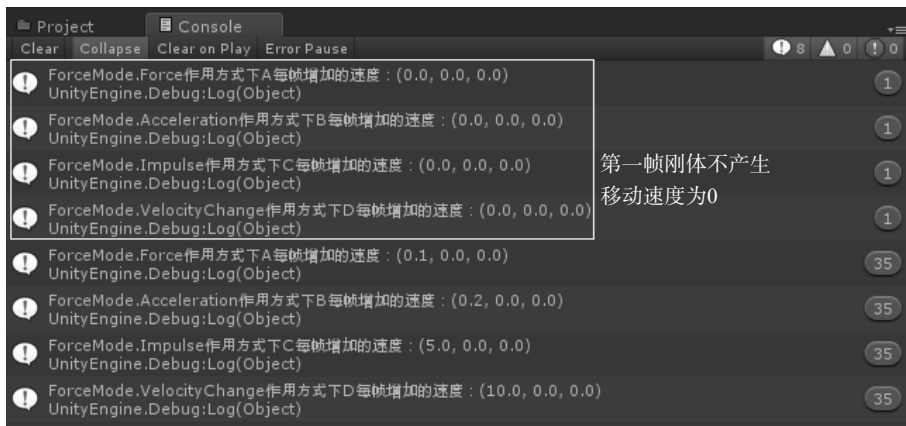 Project Console
Clear Collapse Clear on Play Error Pause 8 0 0
ForceMode.Force作用方式下A每帧增加的速度：(0.0, 0.0, 0.0)
UnityEngine.Debug:Log(Object)
1
ForceMode.Acceleration作用方式下B每帧增加的速度：(0.0, 0.0, 0.0)
UnityEngine.Debug:Log(Object)
1
ForceMode.Impulse作用方式下C每帧增加的速度：(0.0, 0.0, 0.0)
UnityEngine.Debug:Log(Object)
1
ForceMode.VelocityChange作用方式下D每帧增加的速度：(0.0, 0.0, 0.0)
UnityEngine.Debug:Log(Object)
1
第一帧刚体不产生
移动速度为0
ForceMode.Force作用方式下A每帧增加的速度：(0.1, 0.0, 0.0)
UnityEngine.Debug:Log(Object)
35
ForceMode.Acceleration作用方式下B每帧增加的速度：(0.2, 0.0, 0.0)
UnityEngine.Debug:Log(Object)
35
ForceMode.Impulse作用方式下C每帧增加的速度：(5.0, 0.0, 0.0)
UnityEngine.Debug:Log(Object)
35
ForceMode.VelocityChange作用方式下D每帧增加的速度：(10.0, 0.0, 0.0)
UnityEngine.Debug:Log(Object)
35